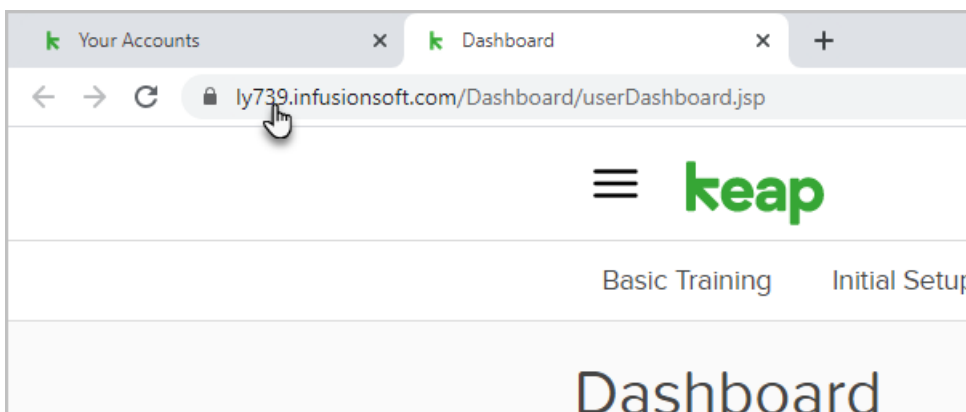 Your Accounts
Dashboard
ly739.infusionsoft.com/Dashboard/userDashboard.jsp
keap
Basic Training
Initial Setup
Dashboard